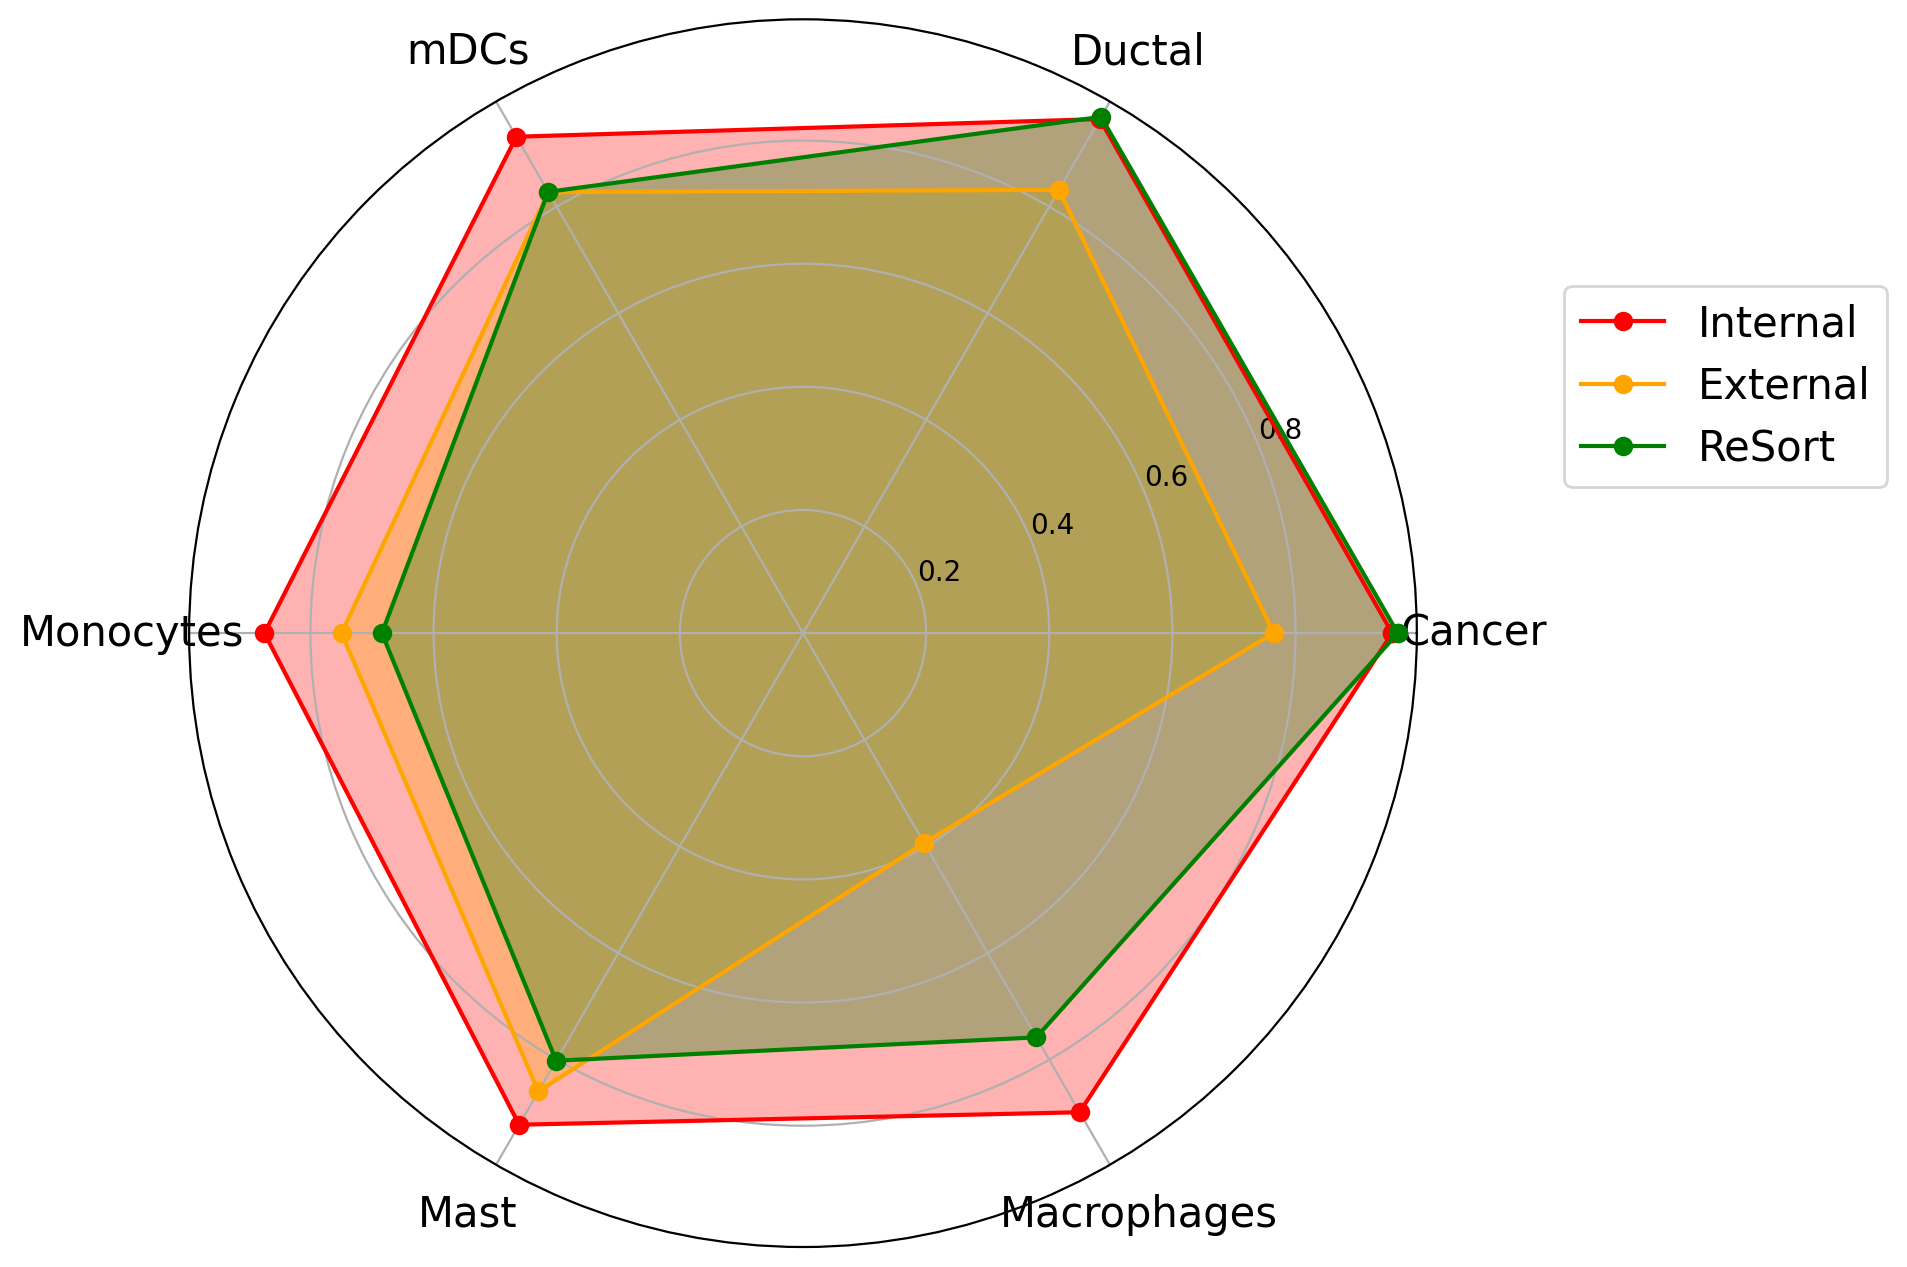 mDCs
Ductal
Internal
External
ReSort
0.8
0.6
0.4
0.2
Monocytes
Cancer
Mast
Macrophages